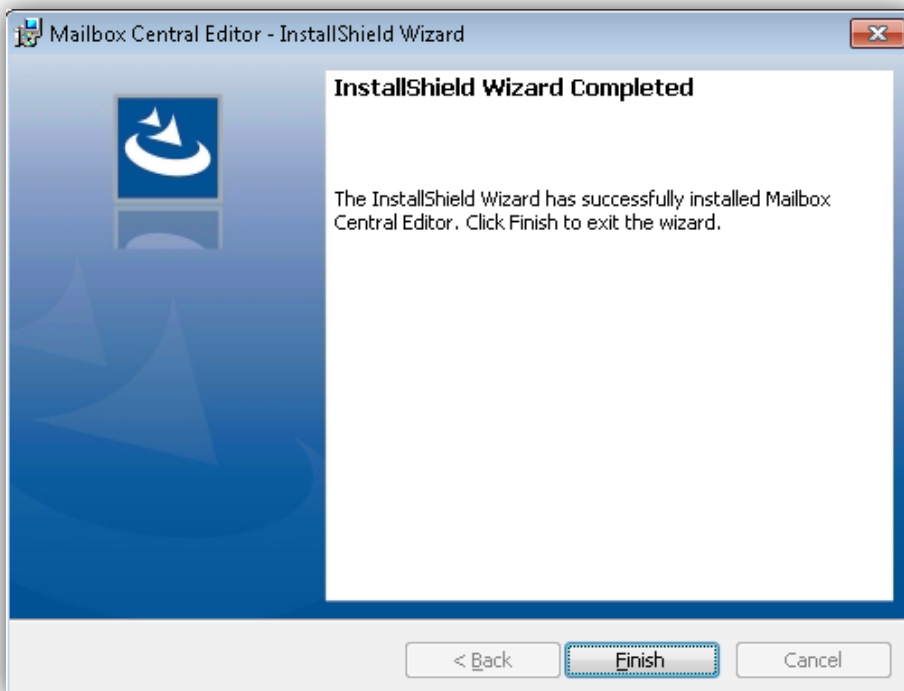 Mailbox Central Editor - InstallShield Wizard
InstallShield Wizard Completed
The InstallShield Wizard has successfully installed Mailbox
Central Editor. Click Finish to exit the wizard.
< Back
Finish
Cancel